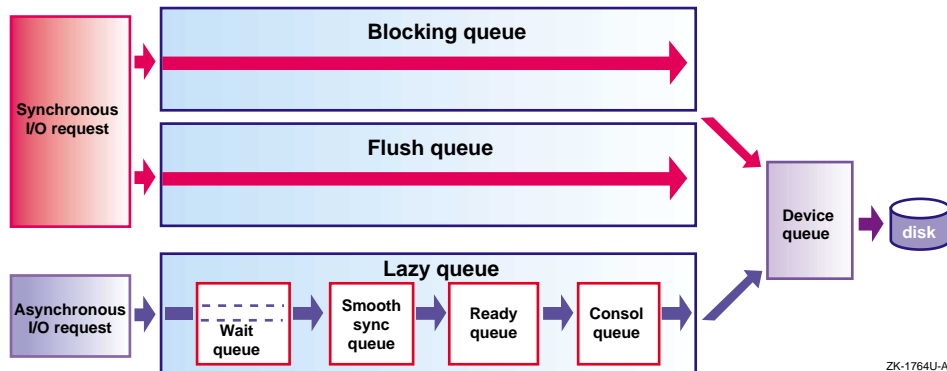 Blocking queue
Synchronous
I/O request
Flush queue
Device
queue
disk
Lazy queue
Asynchronous
I/O request
Wait
queue
Smooth
sync
queue
Ready
queue
Consol
queue
ZK-1764U-A